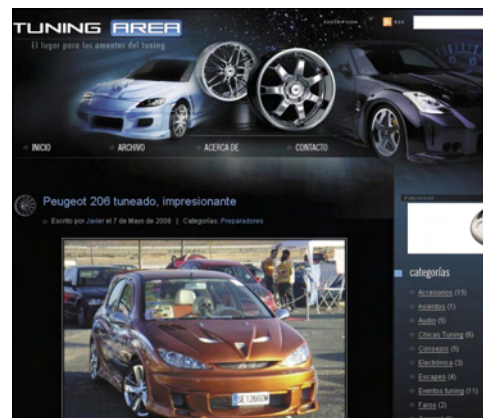 TUNING AREA
El lugar para los amantes del tuning
SUSCRIPCION
RSS
INICIO
ARCHIVO
ACERCA DE
CONTACTO
Peugeot 206 tuneado, impresionante
Escrito por Javier el 7 de Mayo de 2008 | Categorías: Preparadores
PUBLICIDAD
categorías
Accesorios (15)
Asientos (1)
Audio (5)
Chicas Tuning (6)
Consejos (5)
Electrónica (3)
Escapes (4)
Eventos tuning (11)
Faros (2)